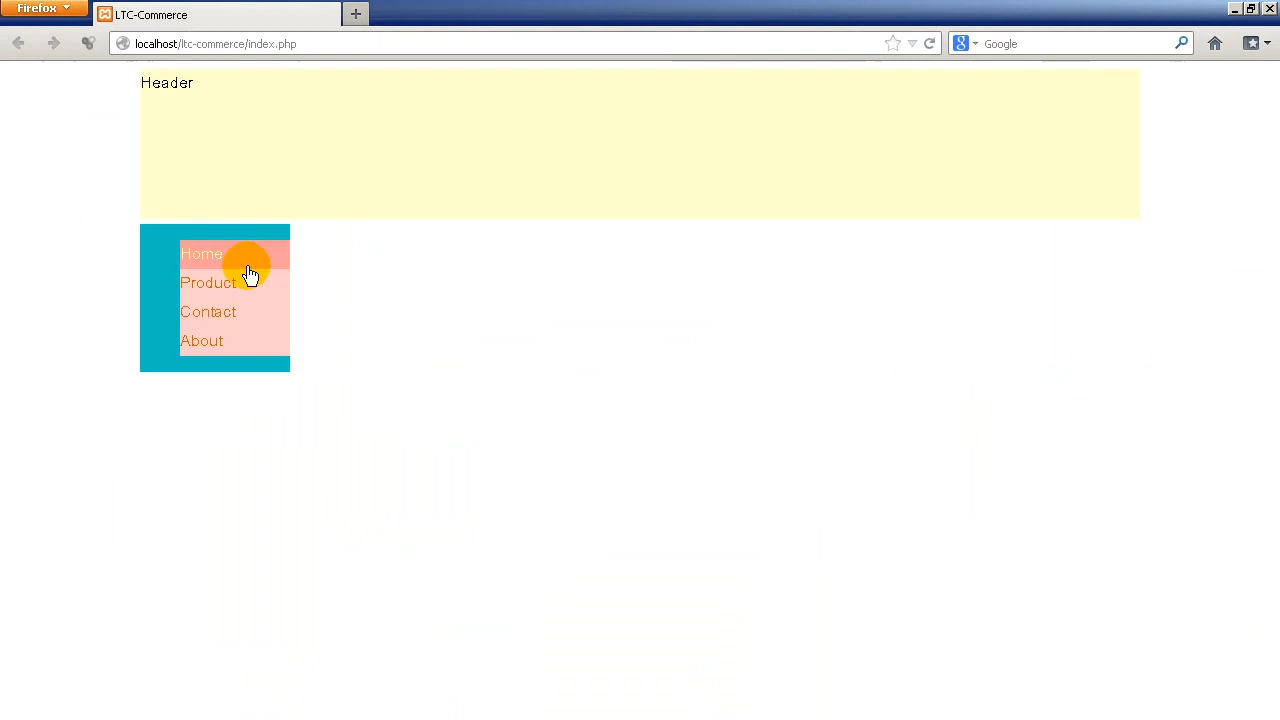 Firefox
LTC-Commerce
localhost/ltc-commerce/index.php
Google
Header
Home
Product
Contact
About